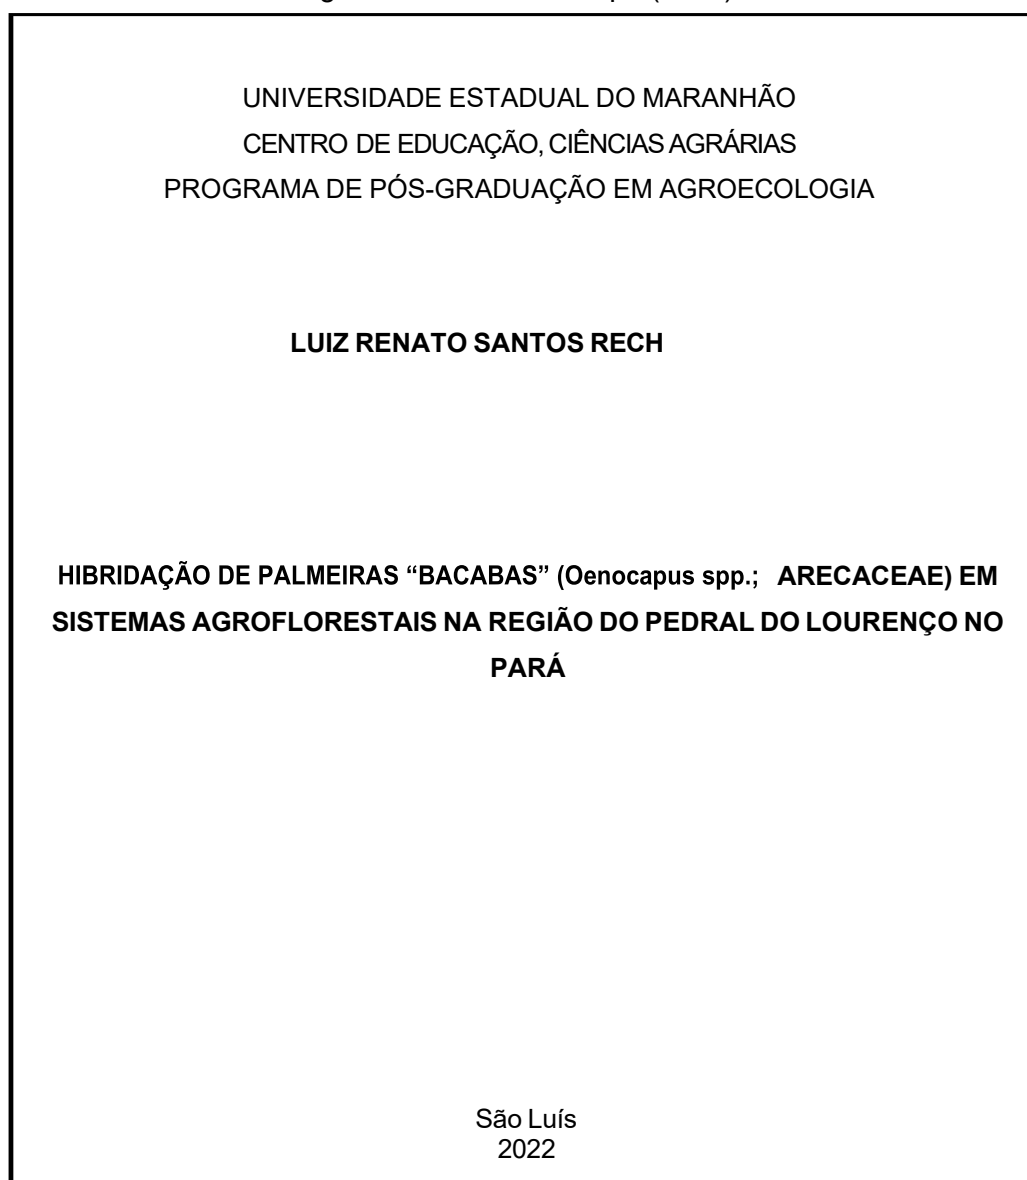 UNIVERSIDADE ESTADUAL DO MARANHÃO
CENTRO DE EDUCAÇÃO, CIÊNCIAS AGRÁRIAS
PROGRAMA DE PÓS-GRADUAÇÃO EM AGROECOLOGIA
LUIZ RENATO SANTOS RECH
HIBRIDAÇÃO DE PALMEIRAS “BACABAS” (Oenocapus spp.; ARECACEAE) EM
SISTEMAS AGROFLORESTAIS NA REGIÃO DO PEDRAL DO LOURENÇO NO
PARÁ
São Luís
2022